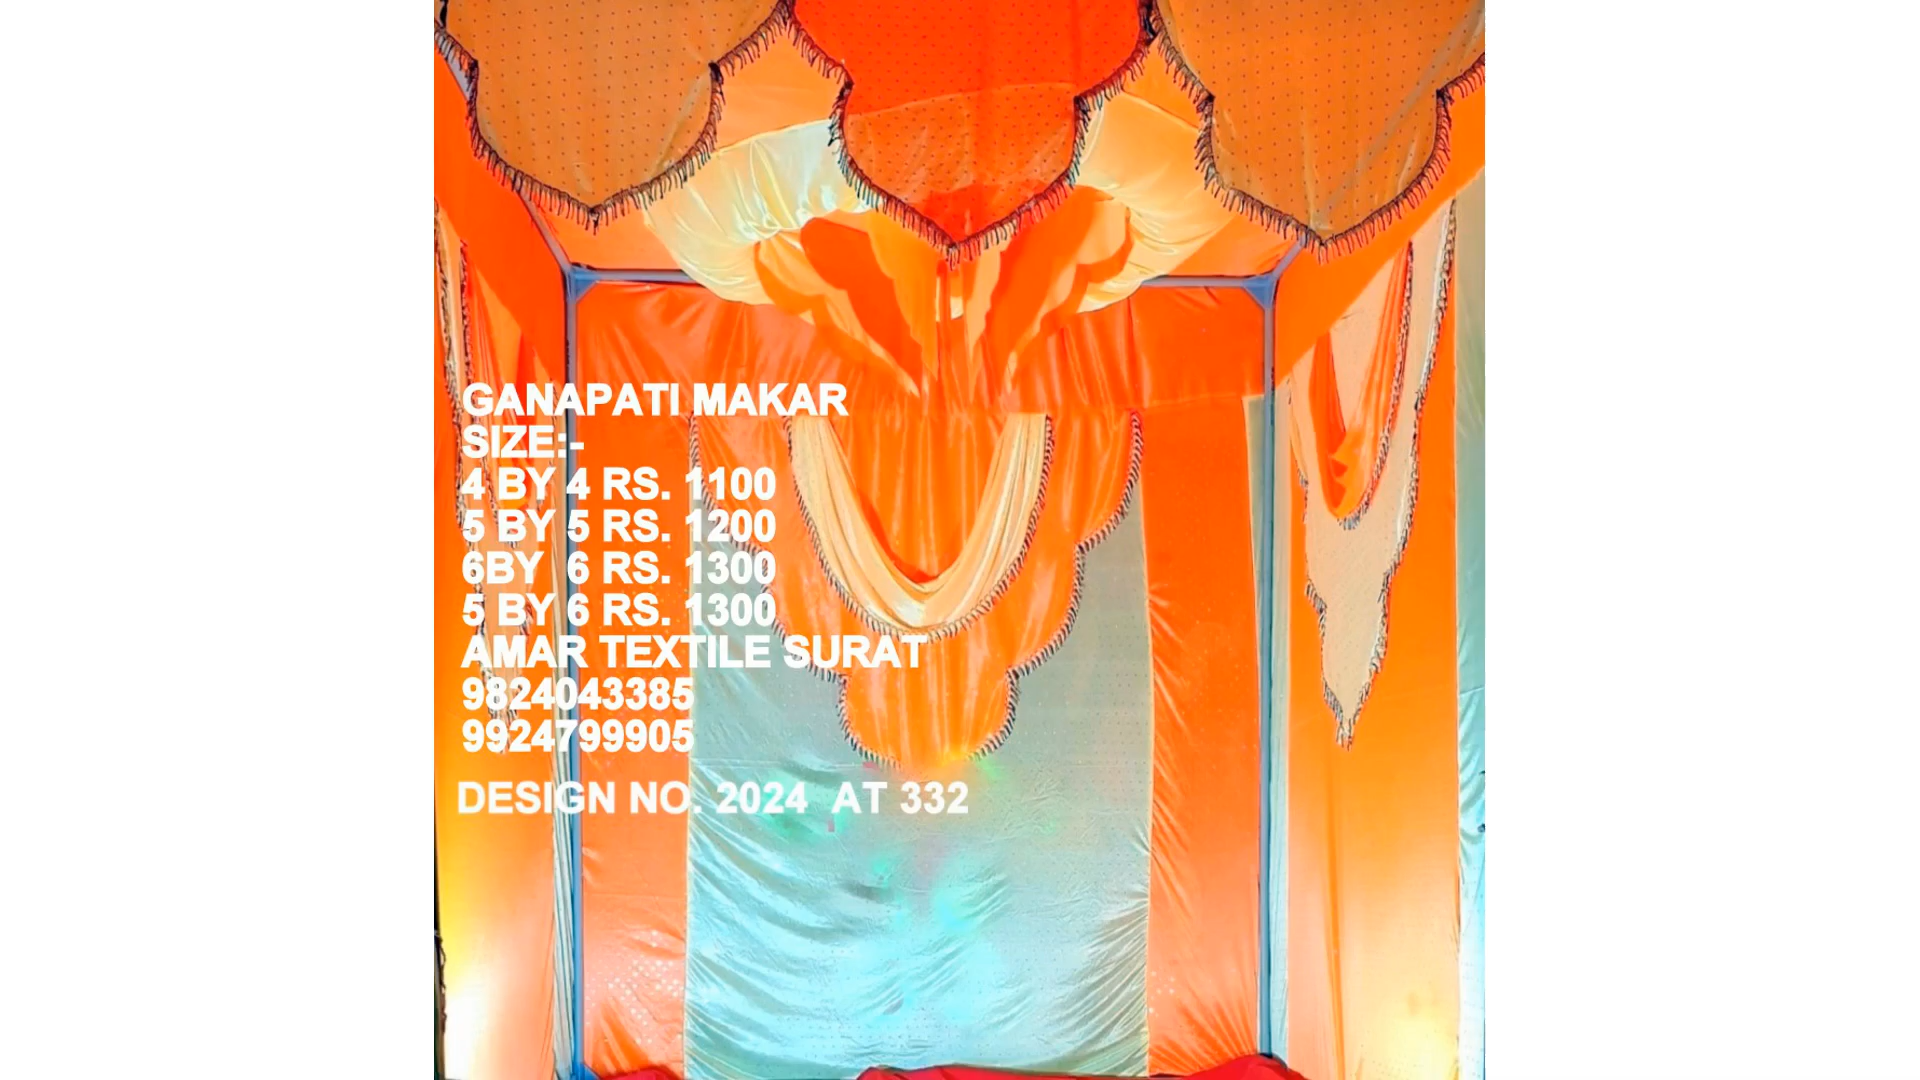 GANAPATI MAKAR
SIZE:-
4 BY 4 RS. 1100
5 BY 5 RS. 1200
6BY  6 RS. 1300
5 BY 6 RS. 1300
AMAR TEXTILE SURAT
9824043385
9924799905
DESIGN NO. 2024  AT 332